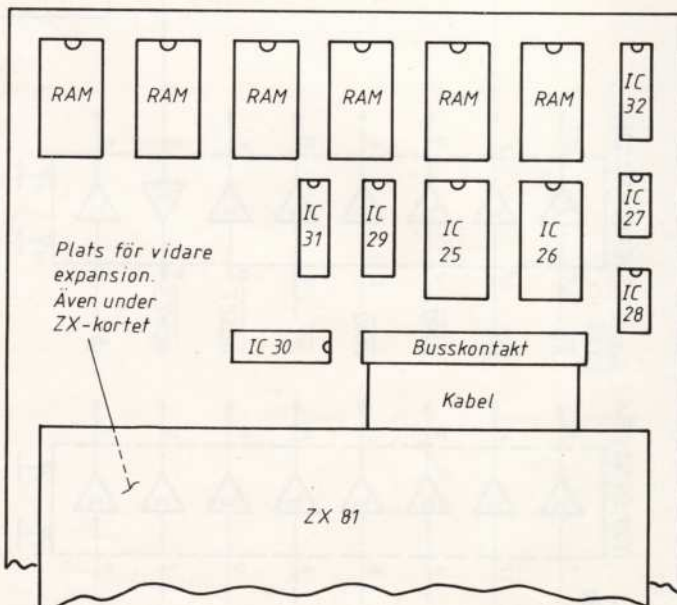 RAM RAM RAM RAM RAM RAM
IC
32
IC
31
IC
29
IC
25
IC
26
IC
27
IC
28
Plats för vidare
expansion.
Även under
ZX-kortet
IC 30
Busskontakt
Kabel
ZX 81